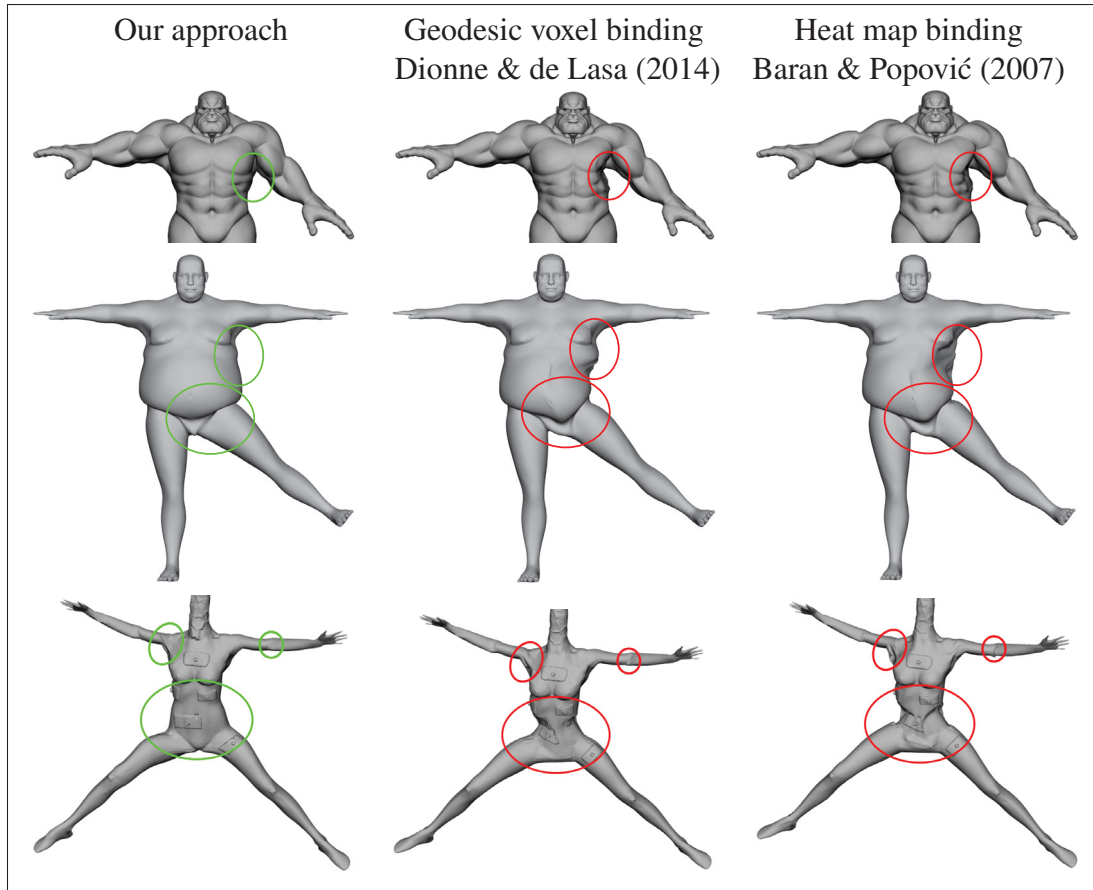 Our approach
Geodesic voxel binding
Dionne & de Lasa (2014)
Heat map binding
Baran & Popović (2007)